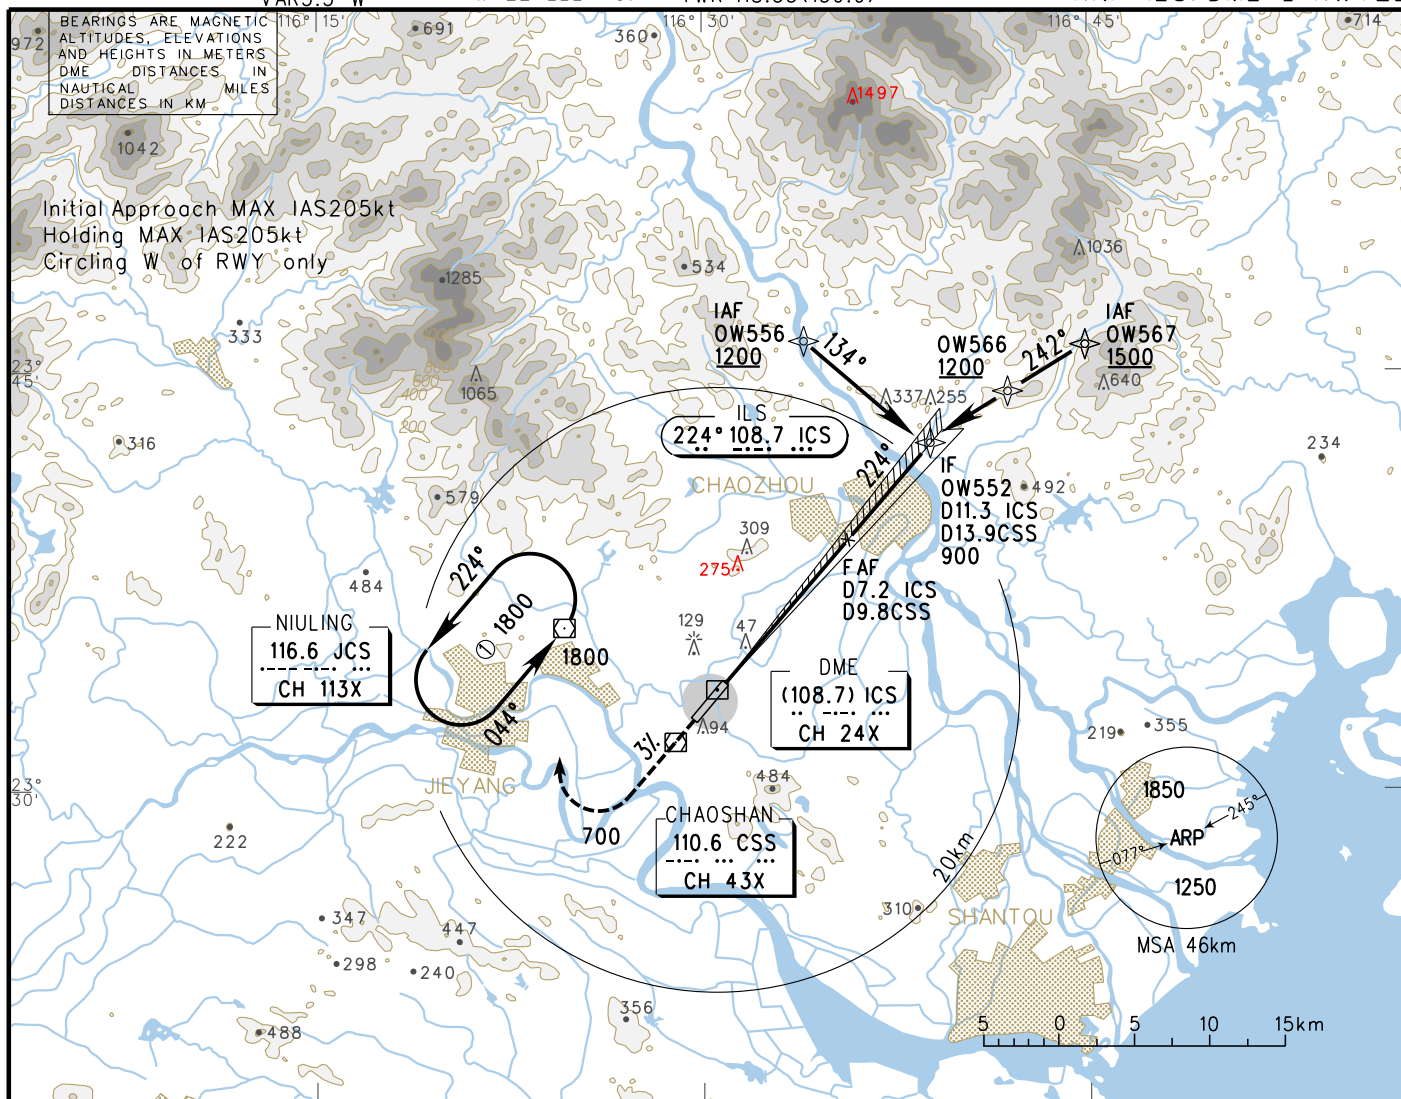 BEARINGS ARE MAGNETIC
ALTITUDES, ELEVATIONS
AND HEIGHTS IN METERS
DME DISTANCES IN
NAUTICAL MILES
DISTANCES IN KM
116° 15'
116° 30'
116° 45'
972
691
360
714
1042
1497
Initial Approach MAX IAS205kt
Holding MAX IAS205kt
Circling W of RWY only
1285
534
1036
333
IAF
OW556
1200
134°
OW566
1200
242°
IAF
OW567
1500
640
23°
45'
800
600
400
200
1065
337
255
ILS
224° 108.7 ICS
316
234
224°
CHAOZHOU
IF
OW552
D11.3 ICS
D13.9CSS
900
492
579
309
275
FAF
D7.2 ICS
D9.8CSS
484
224°
1 1800
1800
044°
NIULING
116.6 JCS
CH 113X
129
47
DME
(108.7) ICS
CH 24X
94
3%
219
355
JIEYANG
23°
30'
700
484
CHAOSHAN
110.6 CSS
CH 43X
222
1850
245°
ARP
077°
1250
MSA 46km
20km
310
SHANTOU
347
447
298
240
356
488
5 0 5 10 15km